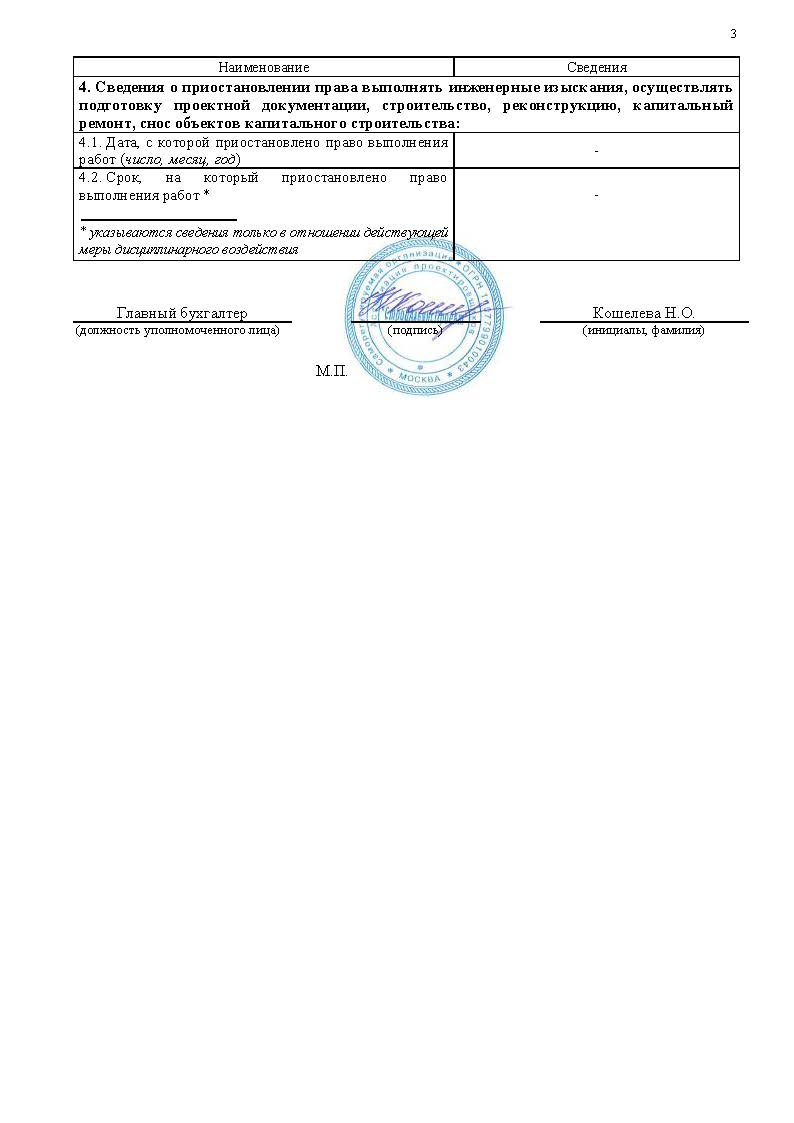 3
Наименование
Сведения
4. Сведения о приостановлении права выполнять инженерные изыскания, осуществлять
подготовку проектной документации, строительство, реконструкцию, капитальный
ремонт, снос объектов капитального строительства:
4.1. Дата, с которой приостановлено право выполнения
работ (число, месяц, год)
-
4.2. Срок, на который приостановлено право
выполнения работ *
-
* указываются сведения только в отношении действующей
меры дисциплинарного воздействия
Главный бухгалтер
Кошелева Н.О.
(должность уполномоченного лица)
(подпись)
(инициалы, фамилия)
М.П.
Саморегулируемая организация * ОГРН
проектировщиков
* МОСКВА *